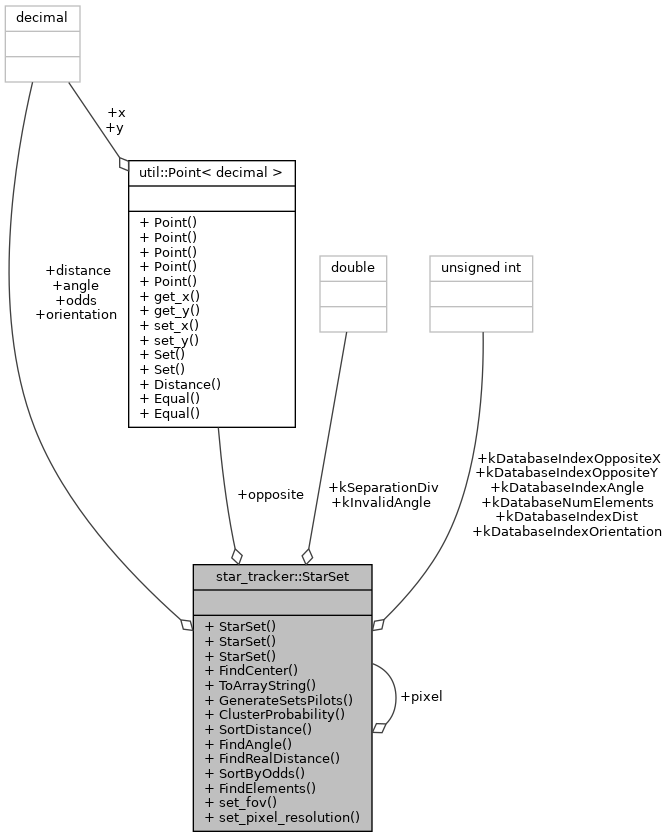 decimal
+x
+y
util::Point< decimal >
+ Point()
+ Point()
+ Point()
+ Point()
+ Point()
+ get_x()
+ get_y()
+ set_x()
+ set_y()
+ Set()
+ Set()
+ Distance()
+ Equal()
+ Equal()
double
unsigned int
+distance
+angle
+odds
+orientation
+opposite
+kSeparationDiv
+kInvalidAngle
+kDatabaseIndexOppositeX
+kDatabaseIndexOppositeY
+kDatabaseIndexAngle
+kDatabaseNumElements
+kDatabaseIndexDist
+kDatabaseIndexOrientation
star_tracker::StarSet
+ StarSet()
+ StarSet()
+ StarSet()
+ FindCenter()
+ ToArrayString()
+ GenerateSetsPilots()
+ ClusterProbability()
+ SortDistance()
+ FindAngle()
+ FindRealDistance()
+ SortByOdds()
+ FindElements()
+ set_fov()
+ set_pixel_resolution()
+pixel